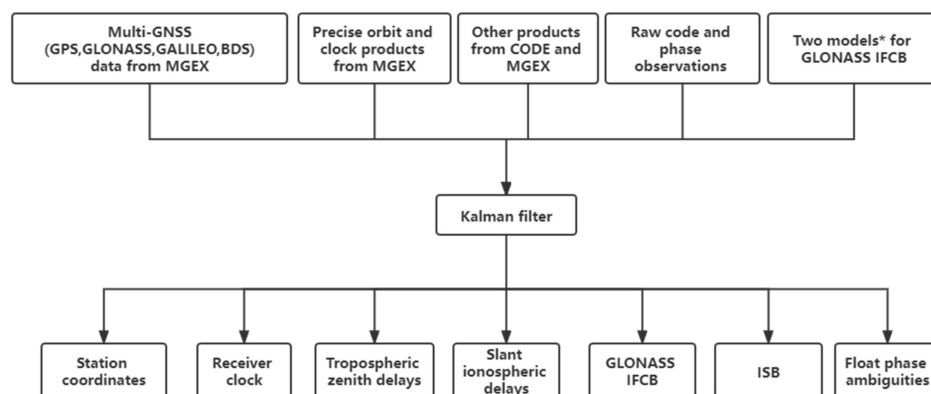 Multi-GNSS
(GPS,GLONASS,GALILEO,BDS)
data from MGEX
Precise orbit and
clock products
from MGEX
Other products
from CODE and
MGEX
Raw code and
phase
observations
Two models* for
GLONASS IFCB
Kalman filter
Station
coordinates
Receiver
clock
Tropospheric
zenith delays
Slant
ionospheric
delays
GLONASS
IFCB
ISB
Float phase
ambiguities